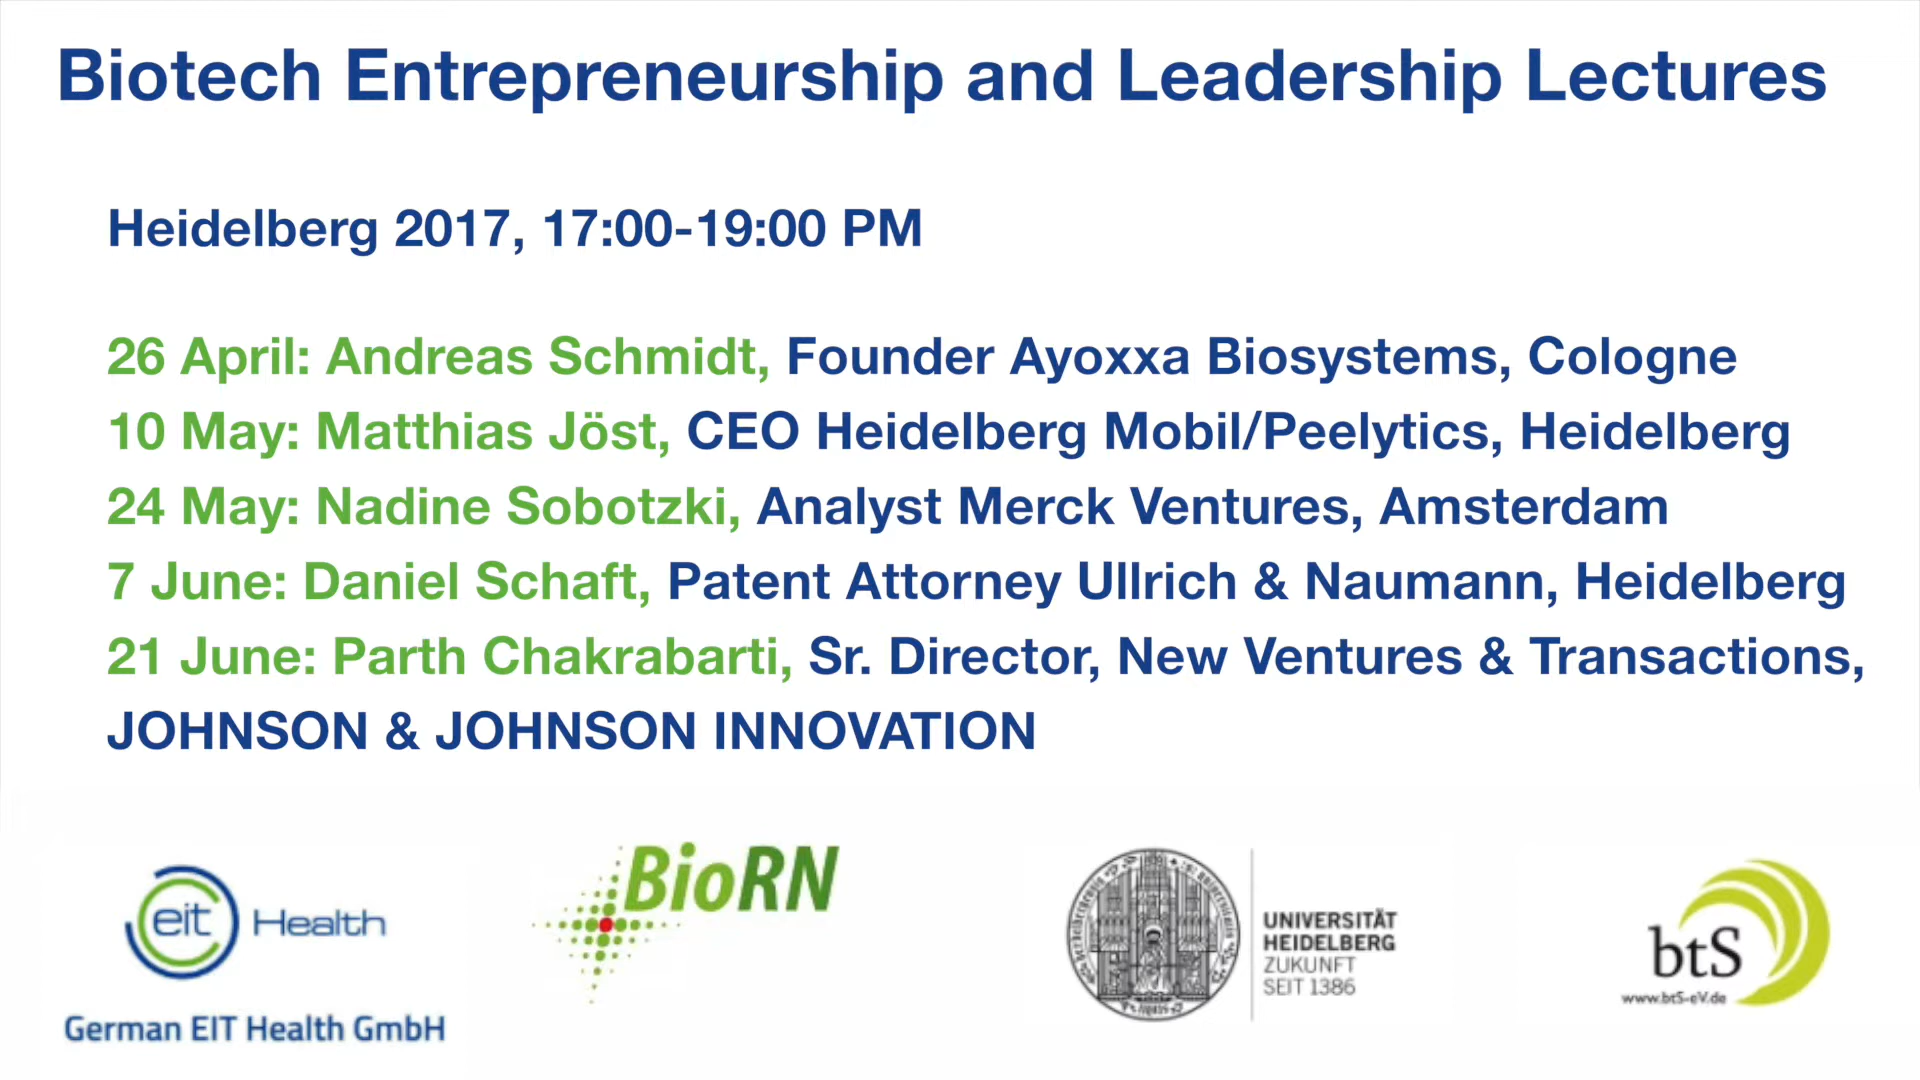 Biotech Entrepreneurship and Leadership Lectures
Heidelberg 2017, 17:00-19:00 PM
26 April: Andreas Schmidt, Founder Ayoxxa Biosystems, Cologne
10 May: Matthias Jöst, CEO Heidelberg Mobil/Peelytics, Heidelberg
24 May: Nadine Sobotzki, Analyst Merck Ventures, Amsterdam
7 June: Daniel Schaft, Patent Attorney Ullrich & Naumann, Heidelberg
21 June: Parth Chakrabarti, Sr. Director, New Ventures & Transactions,
JOHNSON & JOHNSON INNOVATION
eit Health
German EIT Health GmbH
BioRN
UNIVERSITÄT
HEIDELBERG
ZUKUNFT
SEIT 1386
btS
www.btS-eV.de